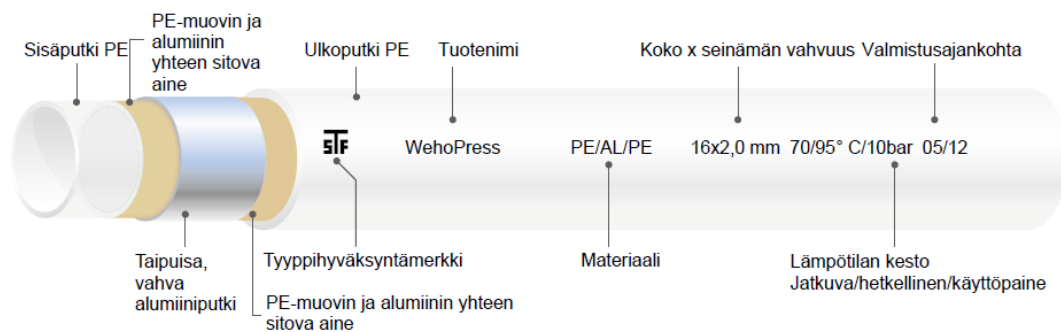 PE-muovin ja
alumiinin
yhteen sitova
aine
Sisäputki PE
Ulkoputki PE
Tuotenimi
Koko x seinämän vahvuus
Valmistusajankohta
STF
WehoPress
PE/AL/PE
16x2,0 mm
70/95° C/10bar
05/12
Taipuisa,
vahva
alumiiniputki
Tyyppihyväksyntämerkki
PE-muovin ja alumiinin yhteen
sitova aine
Materiaali
Lämpötilan kesto
Jatkuva/hetkellinen/käyttöpaine